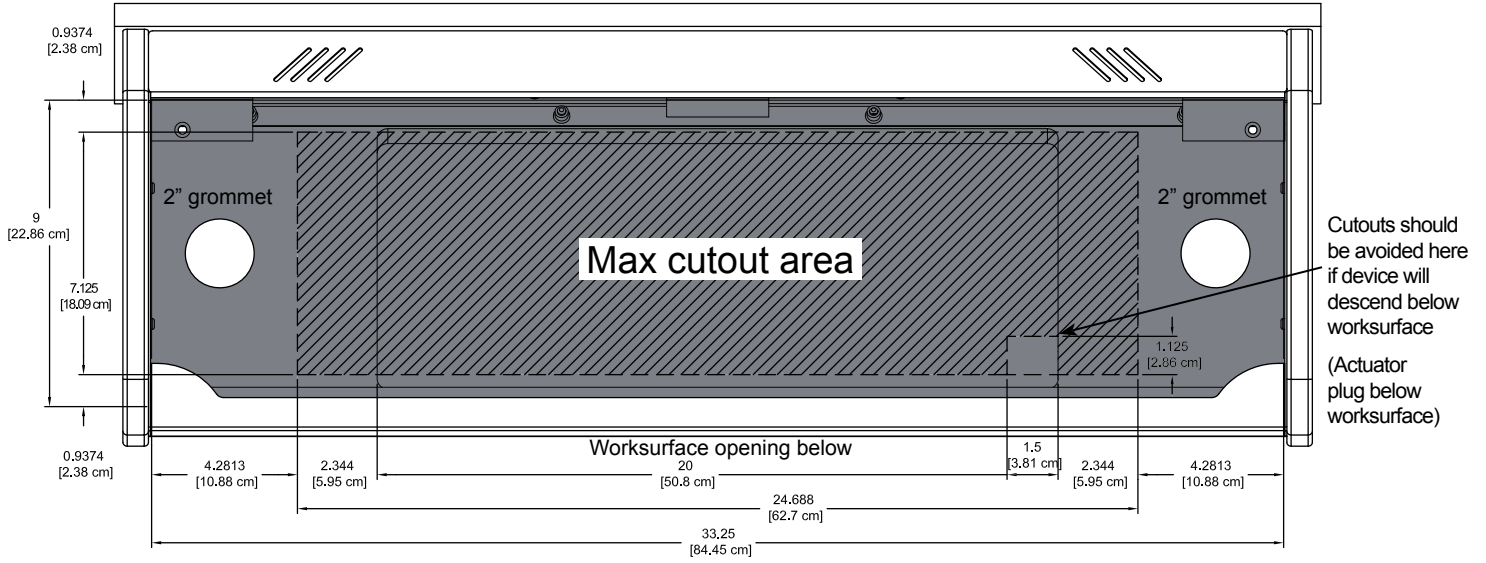 0.9374
[2.38 cm]
2” grommet
2” grommet
9
[22.86 cm]
Max cutout area
Cutouts should
be avoided here
if device will
descend below
worksurface
7.125
[18.09 cm]
1.125
[2.86 cm]
(Actuator
plug below
worksurface)
0.9374
[2.38 cm]
Worksurface opening below
4.2813
[10.88 cm]
2.344
[5.95 cm]
20
[50.8 cm]
1.5
[3.81 cm]
2.344
[5.95 cm]
4.2813
[10.88 cm]
24.688
[62.7 cm]
33.25
[84.45 cm]